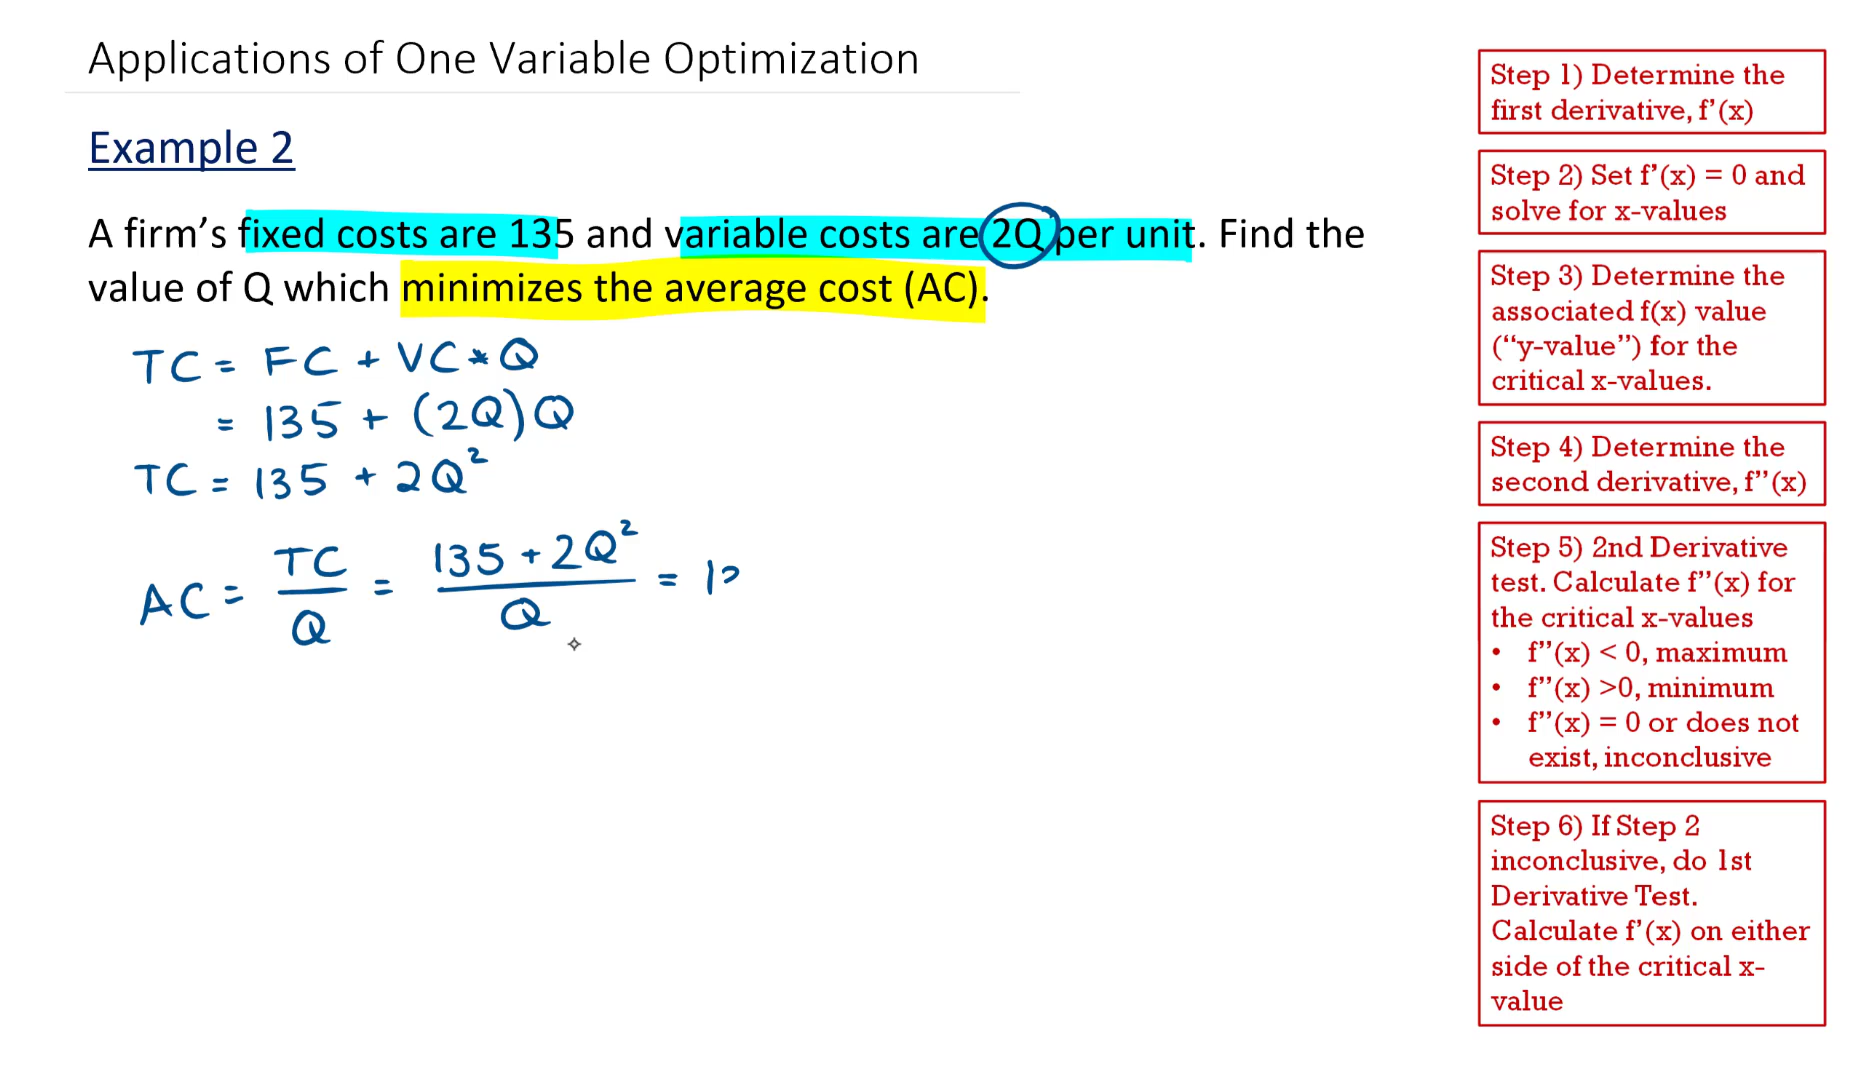 Applications of One Variable Optimization
Example 2
A firm’s fixed costs are 135 and variable costs are 2Q per unit. Find the
value of Q which minimizes the average cost (AC).
TC = FC + VC * Q
= 135 + (2Q)Q
TC = 135 + 2Q²
AC = TC/Q = (135 + 2Q²)/Q = 1
Step 1) Determine the
first derivative, f’(x)
Step 2) Set f’(x) = 0 and
solve for x-values
Step 3) Determine the
associated f(x) value
(“y-value”) for the
critical x-values.
Step 4) Determine the
second derivative, f’’(x)
Step 5) 2nd Derivative
test. Calculate f’’(x) for
the critical x-values
• f’’(x) < 0, maximum
• f’’(x) >0, minimum
• f’’(x) = 0 or does not
exist, inconclusive
Step 6) If Step 2
inconclusive, do 1st
Derivative Test.
Calculate f’(x) on either
side of the critical x-
value